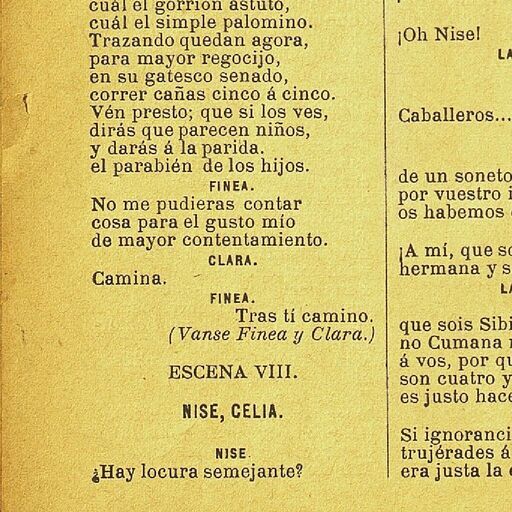 cuál el gorrión astuto,
cuál el simple palomino.
Trazando quedan agora,
para mayor regocijo,
en su gatesco senado,
correr cañas cinco á cinco.
Vén presto; que si los ves,
dirás que parecen niños,
y darás á la parida.
el parabién de los hijos.
FINEA.
No me pudieras contar
cosa para el gusto mío
de mayor contentamiento.
CLARA.
Camina.
FINEA.
Tras tí camino.
(Vanse Finea y Clara.)
ESCENA VIII.
NISE, CELIA.
NISE.
¿Hay locura semejante?
¡Oh Nise!
LA
Caballeros...
de un soneto
por vuestro i
os habemos
¡A mí, que so
hermana y s
LA
que sois Sibi
no Cumana
á vos, por qu
son cuatro y
es justo hace
Si ignoranci
trujérades á
era justa la